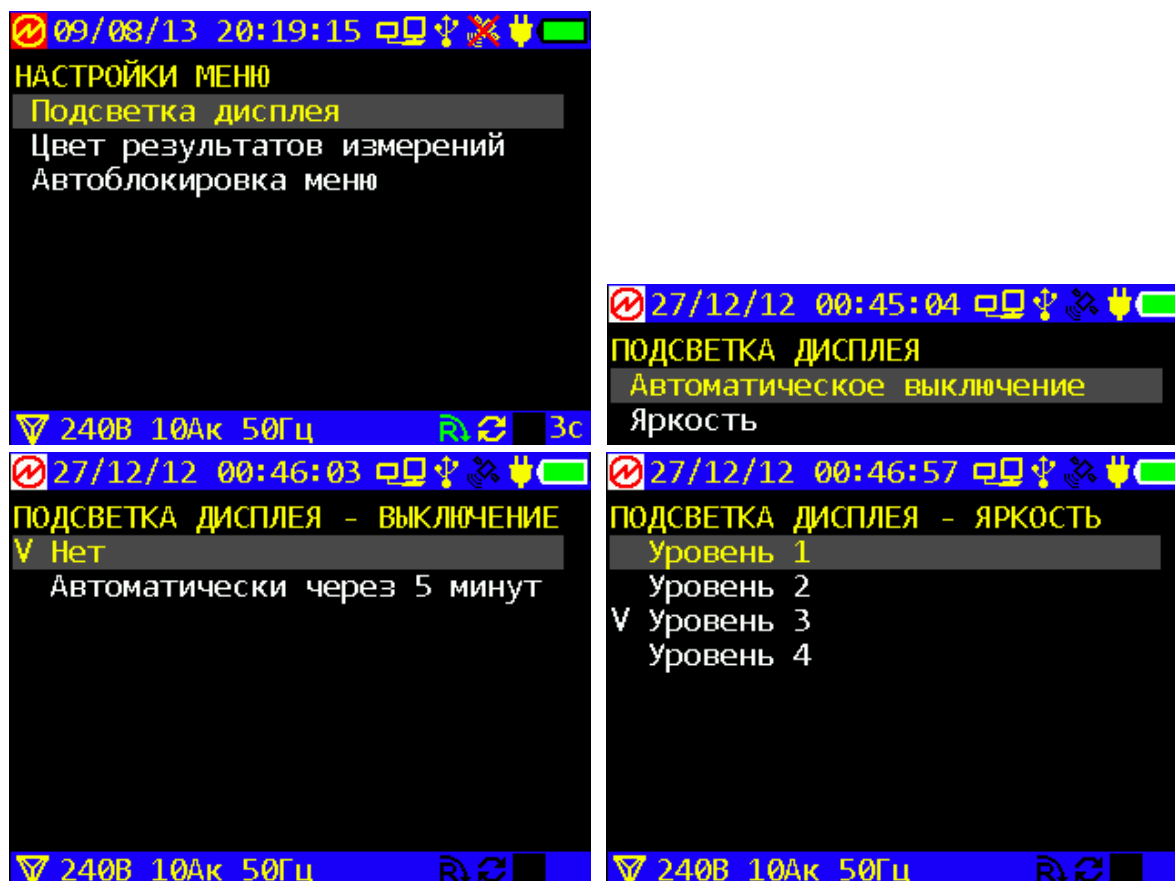 09/08/13 20:19:15
НАСТРОЙКИ МЕНЮ
Подсветка дисплея
Цвет результатов измерений
Автоблокировка меню
240В 10Ак 50Гц R 3с
27/12/12 00:45:04
ПОДСВЕТКА ДИСПЛЕЯ
Автоматическое выключение
Яркость
27/12/12 00:46:03
ПОДСВЕТКА ДИСПЛЕЯ - ВЫКЛЮЧЕНИЕ
V Нет
Автоматически через 5 минут
240В 10Ак 50Гц R
27/12/12 00:46:57
ПОДСВЕТКА ДИСПЛЕЯ - ЯРКОСТЬ
Уровень 1
Уровень 2
V Уровень 3
Уровень 4
240В 10Ак 50Гц R